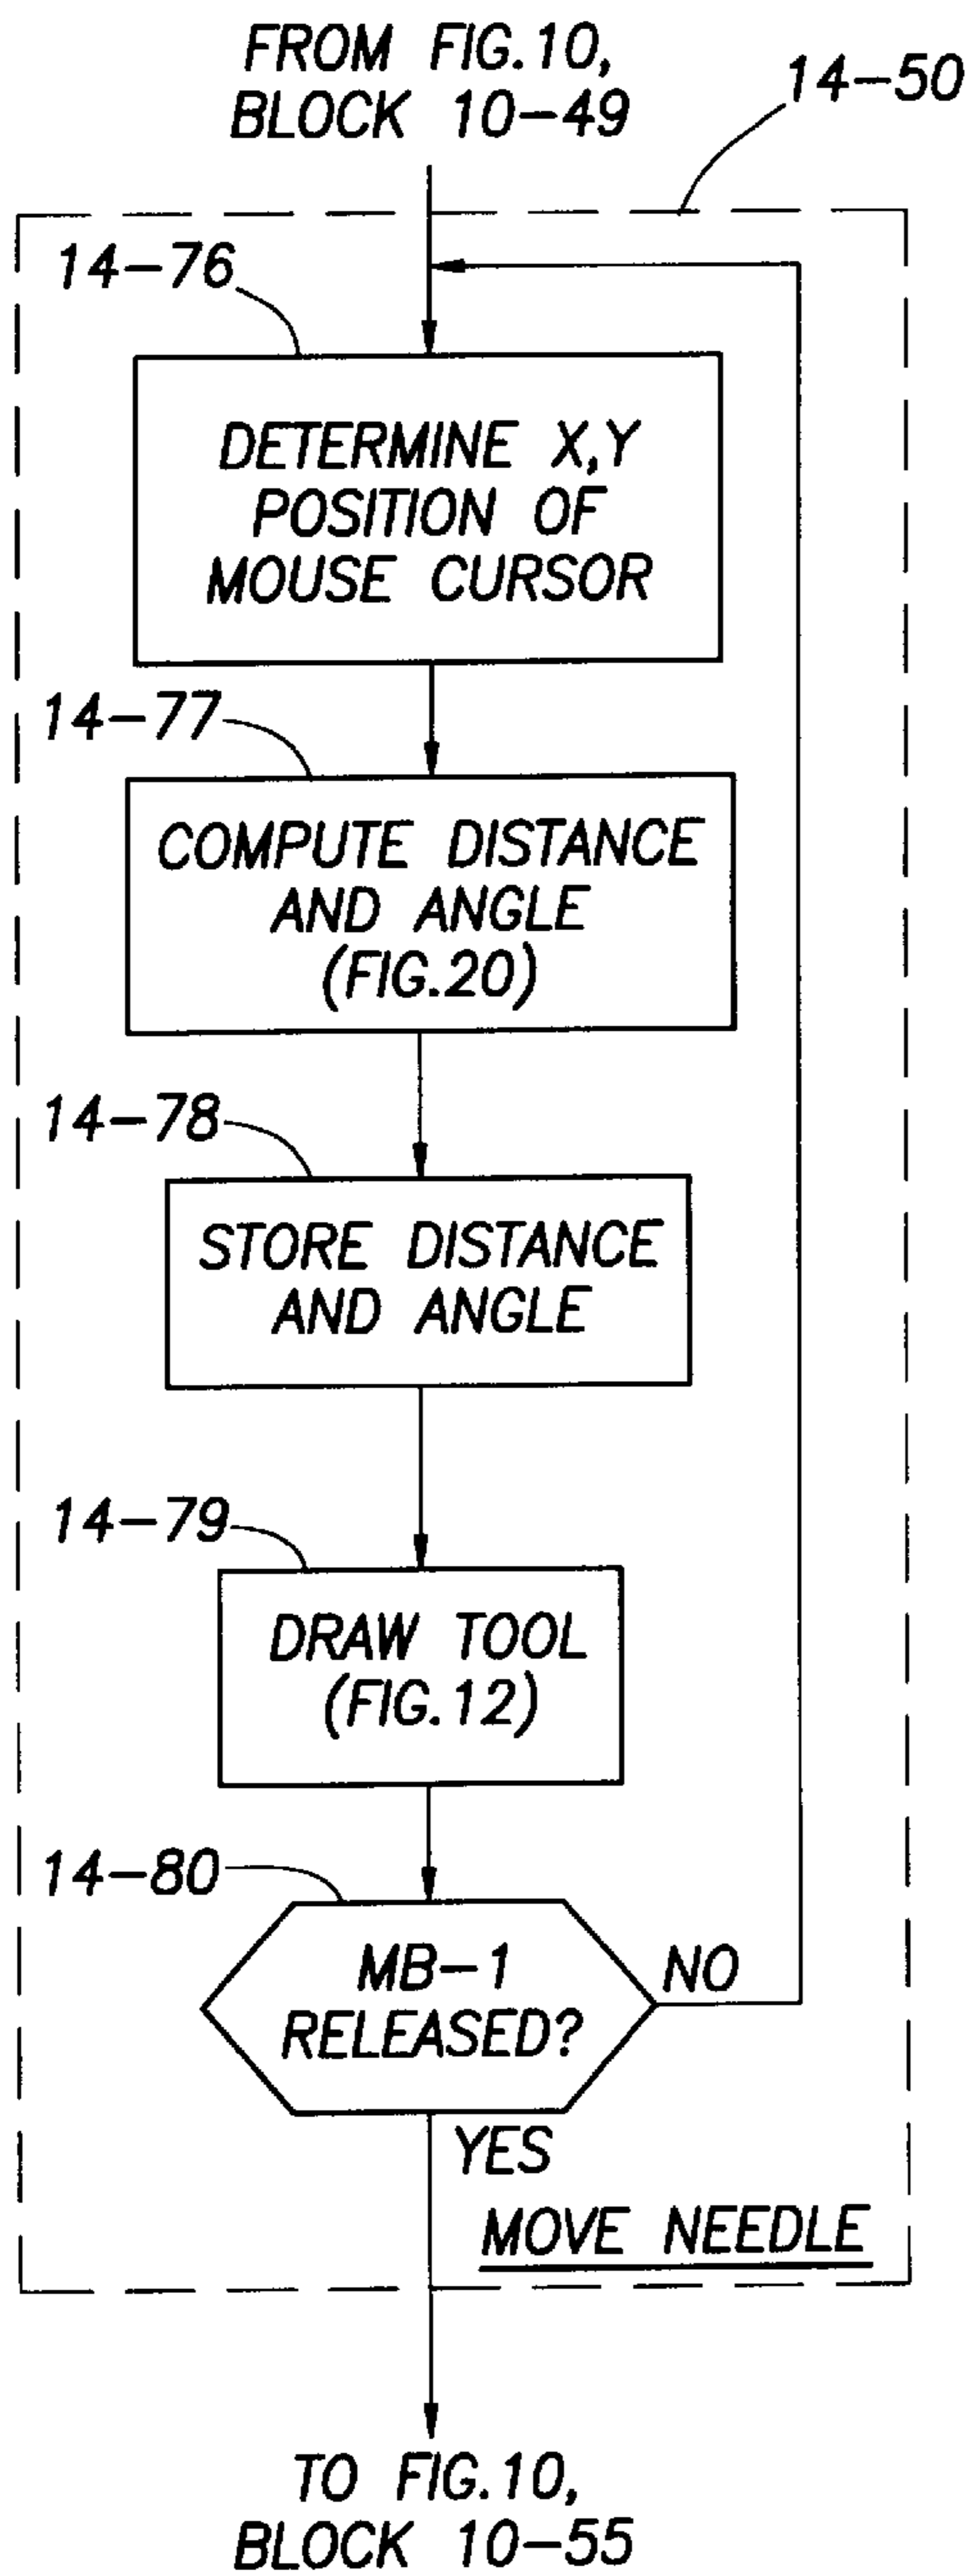 FROM FIG.10,
BLOCK 10-49
14-50
14-76
DETERMINE X,Y
POSITION OF
MOUSE CURSOR
14-77
COMPUTE DISTANCE
AND ANGLE
(FIG.20)
14-78
STORE DISTANCE
AND ANGLE
14-79
DRAW TOOL
(FIG.12)
14-80
MB-1
RELEASED?
NO
YES
MOVE NEEDLE
TO FIG.10,
BLOCK 10-55